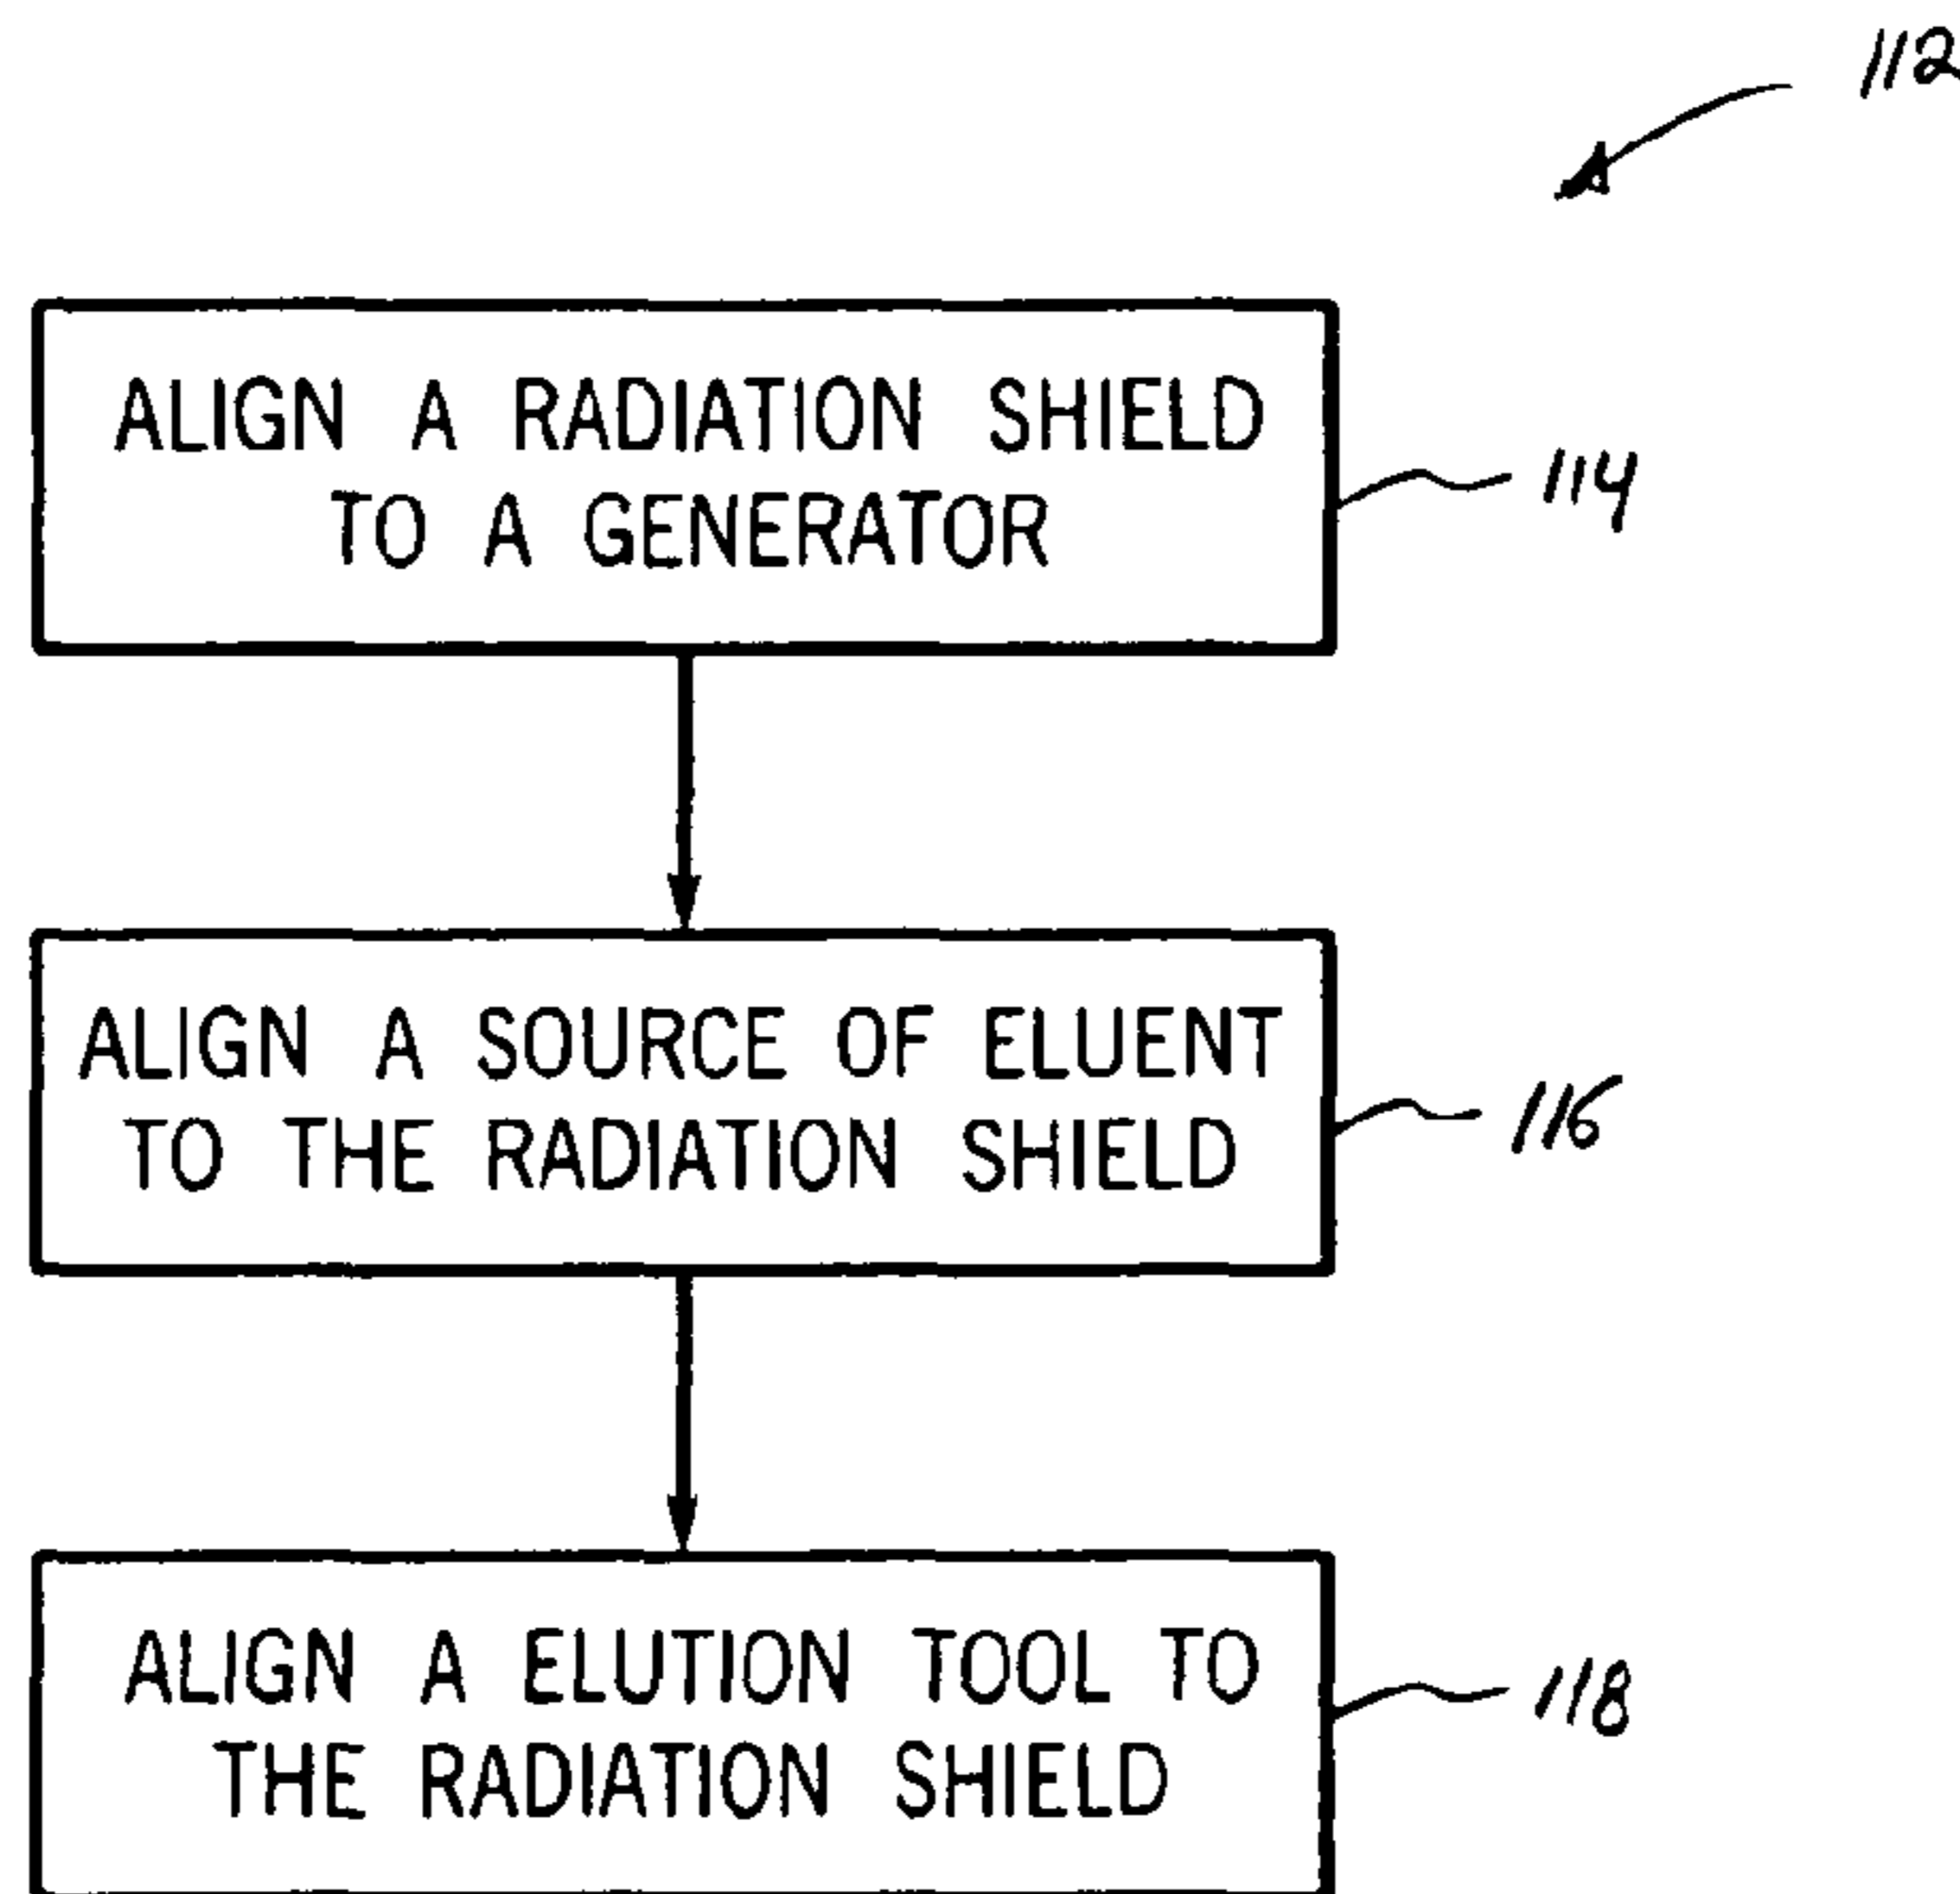 112
ALIGN A RADIATION SHIELD
TO A GENERATOR
114
ALIGN A SOURCE OF ELUENT
TO THE RADIATION SHIELD
116
ALIGN A ELUTION TOOL TO
THE RADIATION SHIELD
118